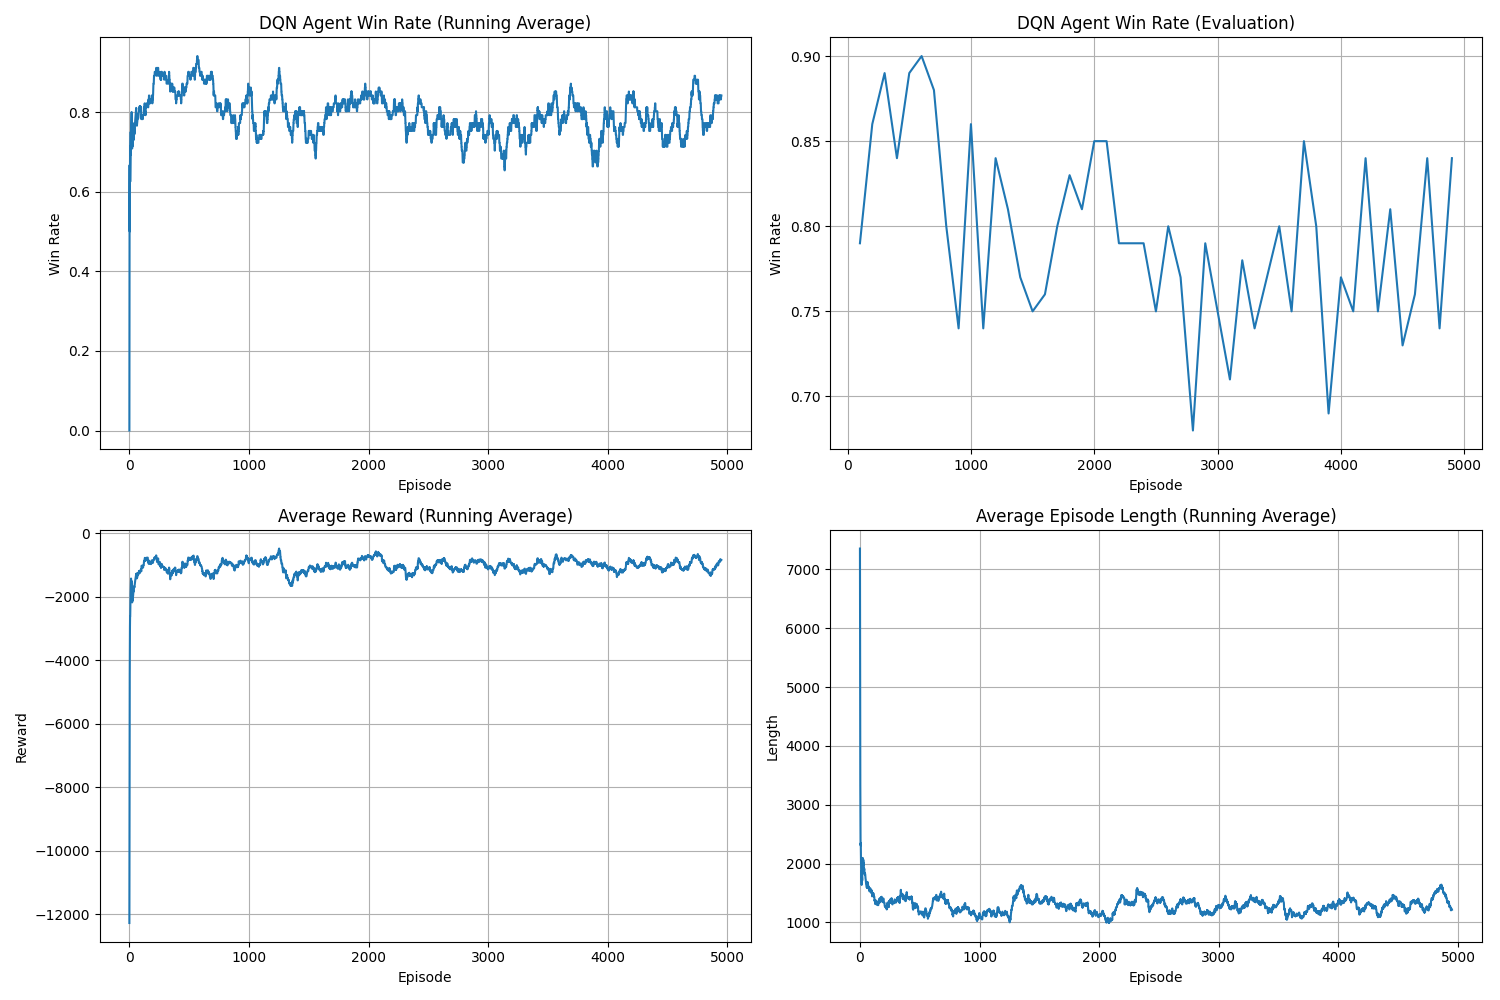 DQN Agent Win Rate (Running Average)
Win Rate
0.8
0.6
0.4
0.2
0.0
0 1000 2000 3000 4000 5000
Episode
DQN Agent Win Rate (Evaluation)
Win Rate
0.90
0.85
0.80
0.75
0.70
0 1000 2000 3000 4000 5000
Episode
Average Reward (Running Average)
Reward
0
−2000
−4000
−6000
−8000
−10000
−12000
0 1000 2000 3000 4000 5000
Episode
Average Episode Length (Running Average)
Length
7000
6000
5000
4000
3000
2000
1000
0 1000 2000 3000 4000 5000
Episode